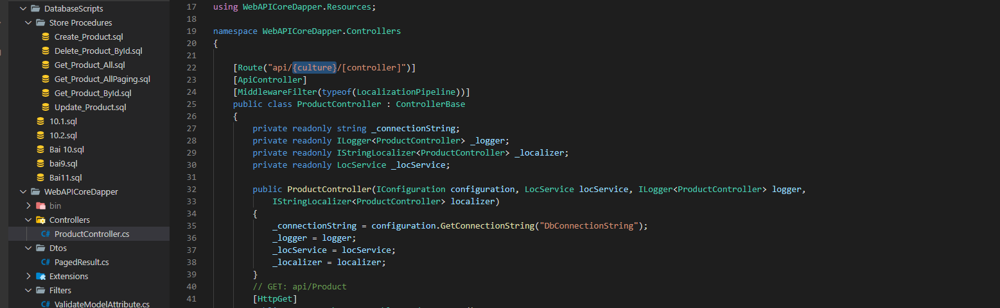 DatabaseScripts
Store Procedures
Create_Product.sql
Delete_Product_ById.sql
Get_Product_All.sql
Get_Product_AllPaging.sql
Get_Product_ById.sql
Update_Product.sql
10.1.sql
10.2.sql
Bai 10.sql
bai9.sql
Bai11.sql
WebAPICoreDapper
bin
Controllers
C# ProductController.cs
Dtos
C# PagedResult.cs
Extensions
Filters
C# ValidateModelAttribute.cs
17 using WebAPICoreDapper.Resources;
18
19 namespace WebAPICoreDapper.Controllers
20 {
21
22 [Route("api/{culture}/[controller]")]
23 [ApiController]
24 [MiddlewareFilter(typeof(LocalizationPipeline))]
25 public class ProductController : ControllerBase
26 {
27 private readonly string _connectionString;
28 private readonly ILogger<ProductController> _logger;
29 private readonly IStringLocalizer<ProductController> _localizer;
30 private readonly LocService _locService;
31
32 public ProductController(IConfiguration configuration, LocService locService, ILogger<ProductController> logger,
33 IStringLocalizer<ProductController> localizer)
34 {
35 _connectionString = configuration.GetConnectionString("DbConnectionString");
36 _logger = logger;
37 _locService = locService;
38 _localizer = localizer;
39 }
40 // GET: api/Product
41 [HttpGet]